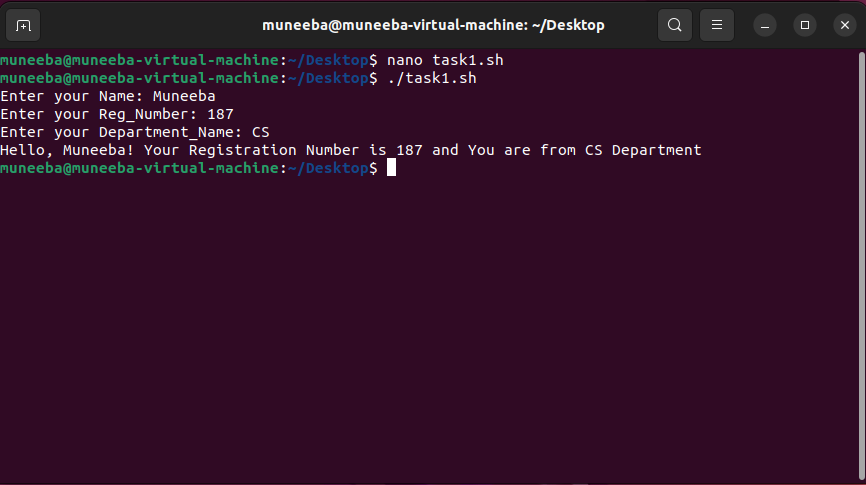 muneeba@muneeba-virtual-machine: ~/Desktop
muneeba@muneeba-virtual-machine:~/Desktop$ nano task1.sh
muneeba@muneeba-virtual-machine:~/Desktop$ ./task1.sh
Enter your Name: Muneeba
Enter your Reg_Number: 187
Enter your Department_Name: CS
Hello, Muneeba! Your Registration Number is 187 and You are from CS Department
muneeba@muneeba-virtual-machine:~/Desktop$